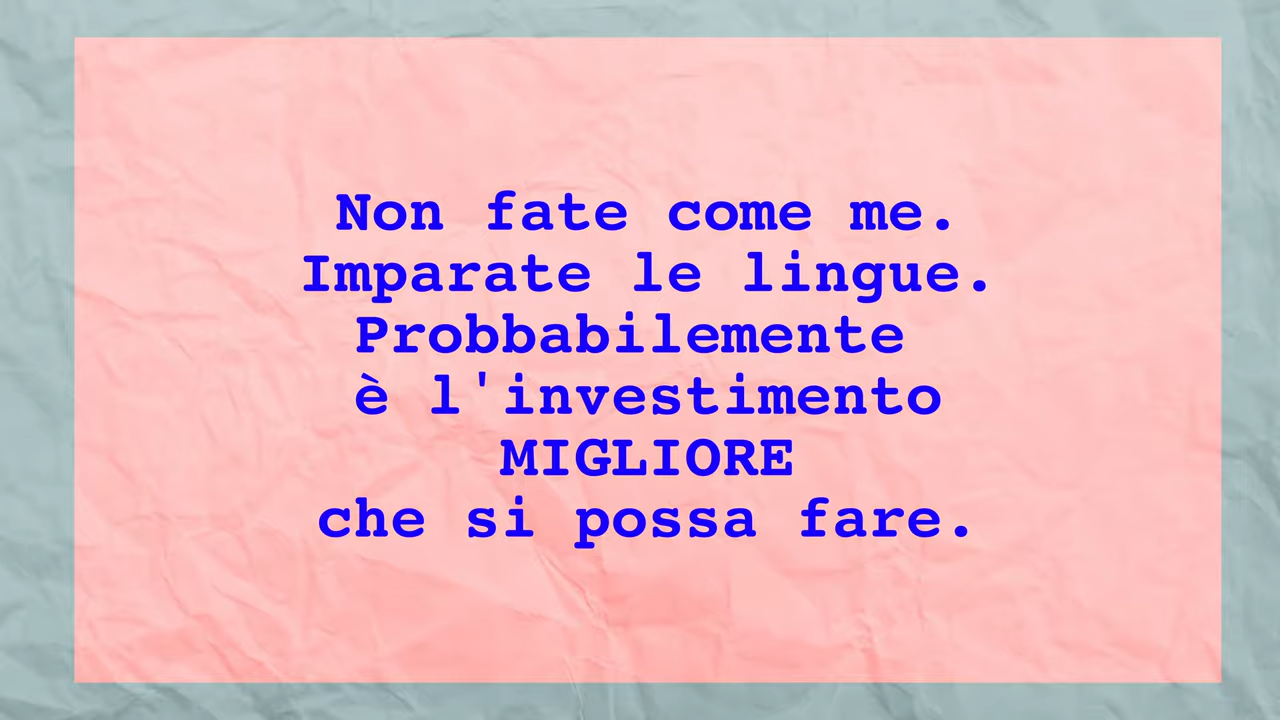 Non fate come me.
Imparate le lingue.
Probbabilemente
è l'investimento
MIGLIORE
che si possa fare.